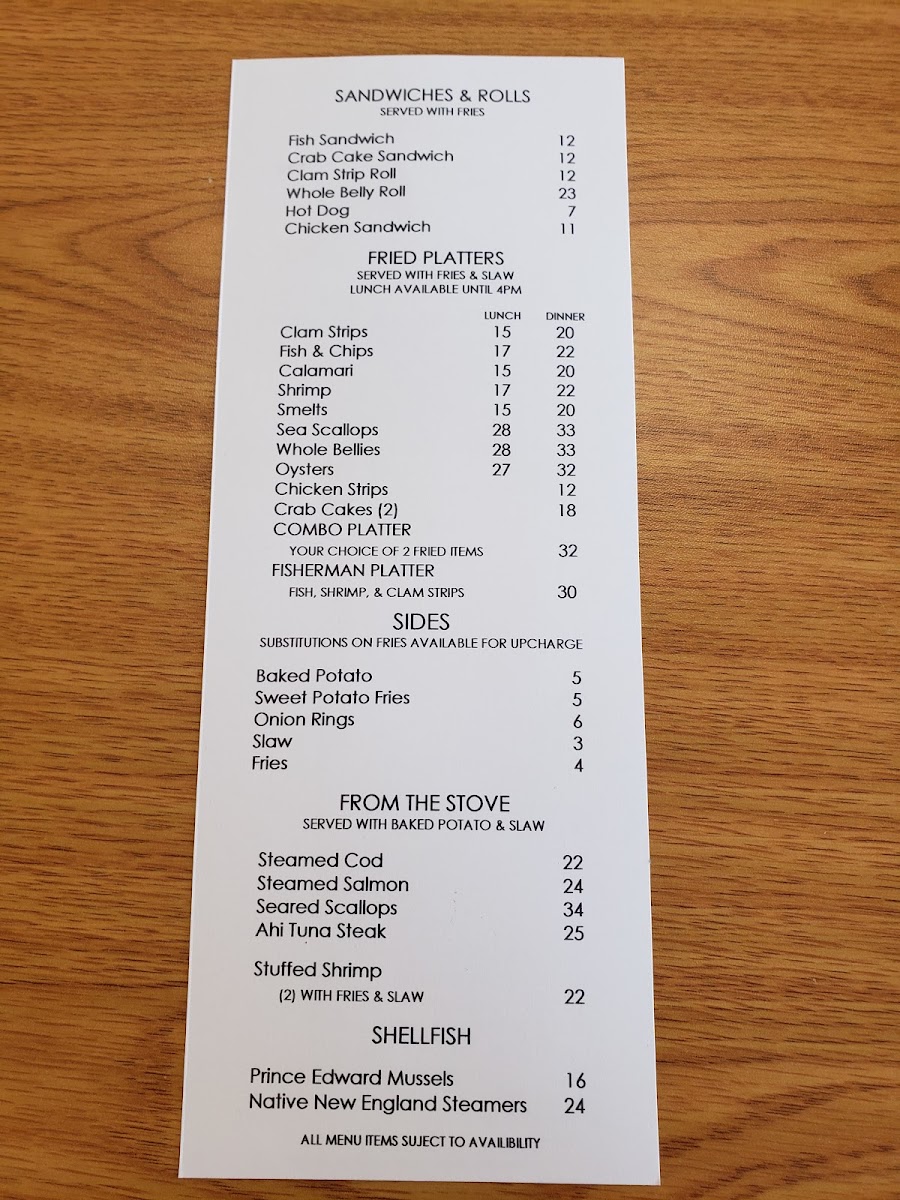 SANDWICHES & ROLLS
SERVED WITH FRIES
Fish Sandwich 12
Crab Cake Sandwich 12
Clam Strip Roll 12
Whole Belly Roll 23
Hot Dog 7
Chicken Sandwich 11
FRIED PLATTERS
SERVED WITH FRIES & SLAW
LUNCH AVAILABLE UNTIL 4PM
LUNCH DINNER
Clam Strips 15 20
Fish & Chips 17 22
Calamari 15 20
Shrimp 17 22
Smelts 15 20
Sea Scallops 28 33
Whole Bellies 28 33
Oysters 27 32
Chicken Strips 12
Crab Cakes (2) 18
COMBO PLATTER
YOUR CHOICE OF 2 FRIED ITEMS 32
FISHERMAN PLATTER
FISH, SHRIMP, & CLAM STRIPS 30
SIDES
SUBSTITUTIONS ON FRIES AVAILABLE FOR UPCHARGE
Baked Potato 5
Sweet Potato Fries 5
Onion Rings 6
Slaw 3
Fries 4
FROM THE STOVE
SERVED WITH BAKED POTATO & SLAW
Steamed Cod 22
Steamed Salmon 24
Seared Scallops 34
Ahi Tuna Steak 25
Stuffed Shrimp
(2) WITH FRIES & SLAW 22
SHELLFISH
Prince Edward Mussels 16
Native New England Steamers 24
ALL MENU ITEMS SUJECT TO AVAILIBILITY